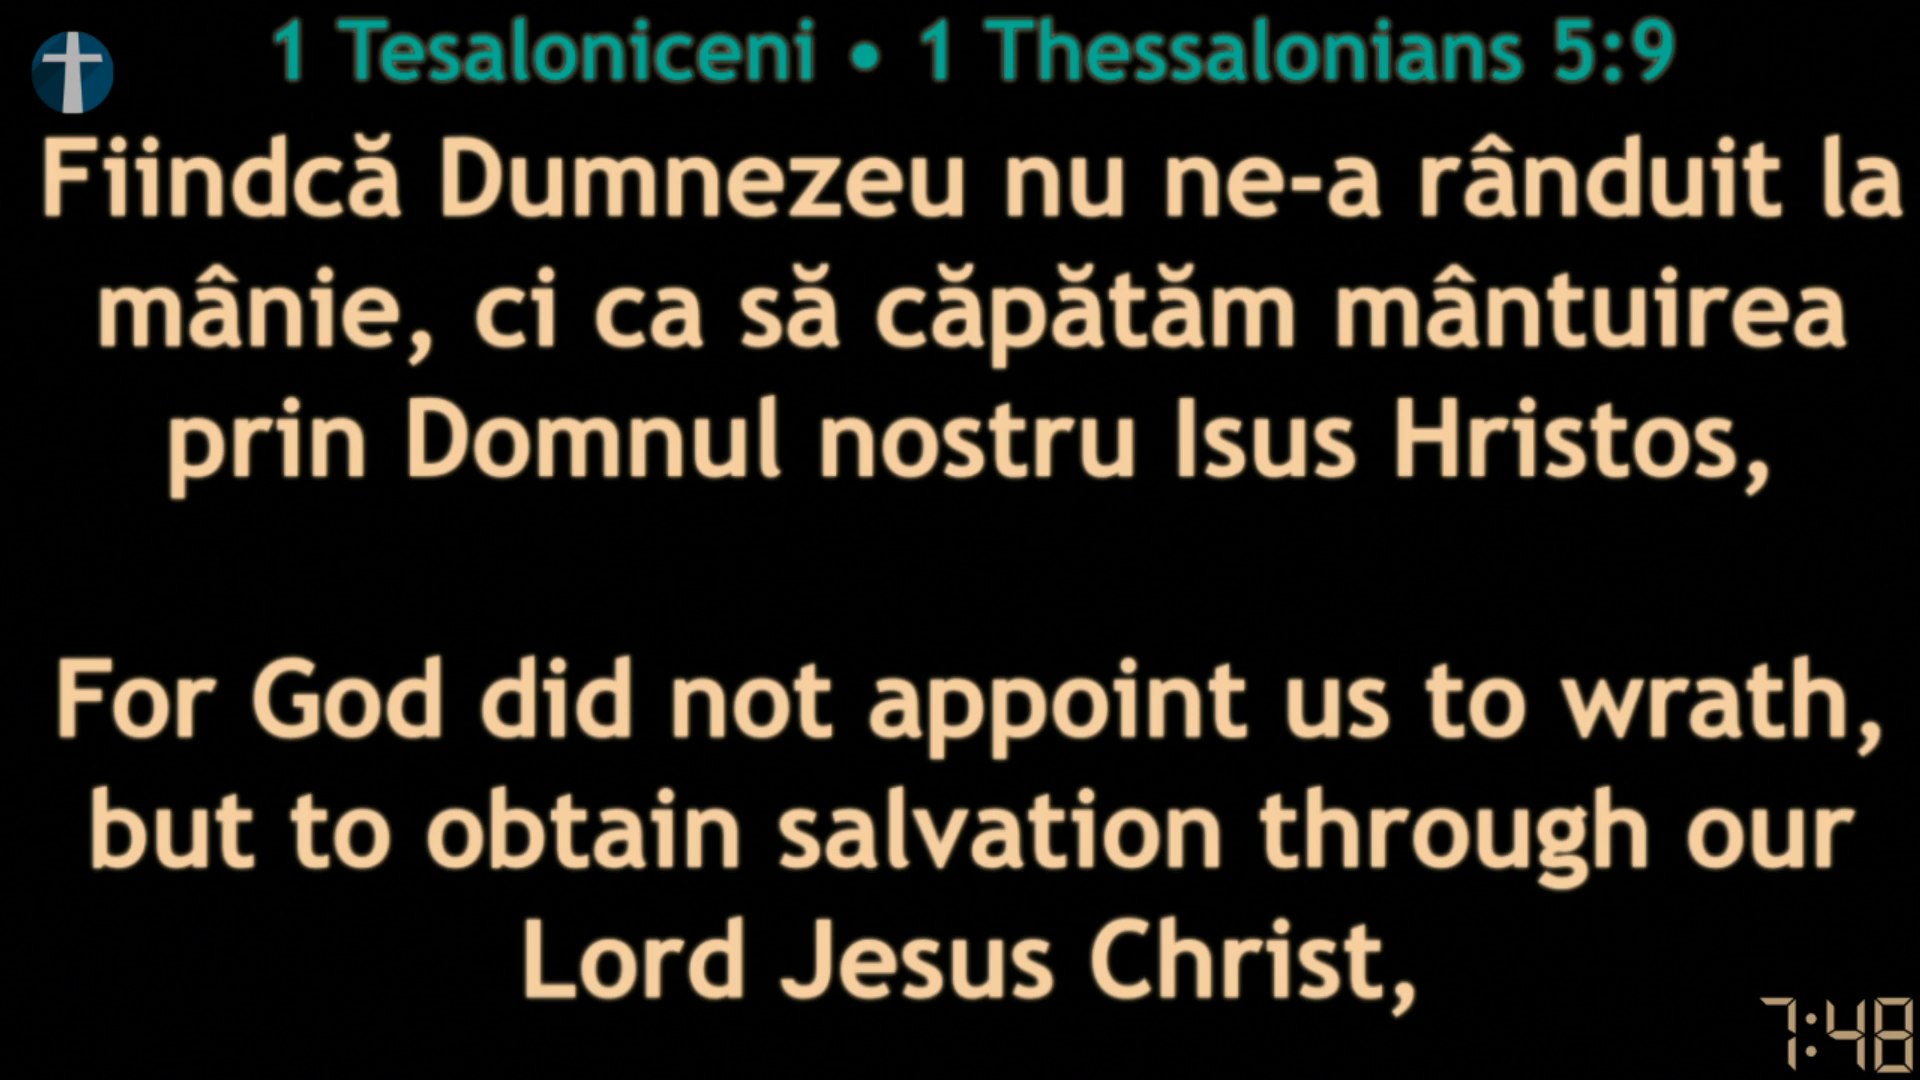 1 Tesaloniceni • 1 Thessalonians 5:9
Fiindcă Dumnezeu nu ne-a rânduit la
mânie, ci ca să căpătăm mântuirea
prin Domnul nostru Isus Hristos,
For God did not appoint us to wrath,
but to obtain salvation through our
Lord Jesus Christ,
7:48